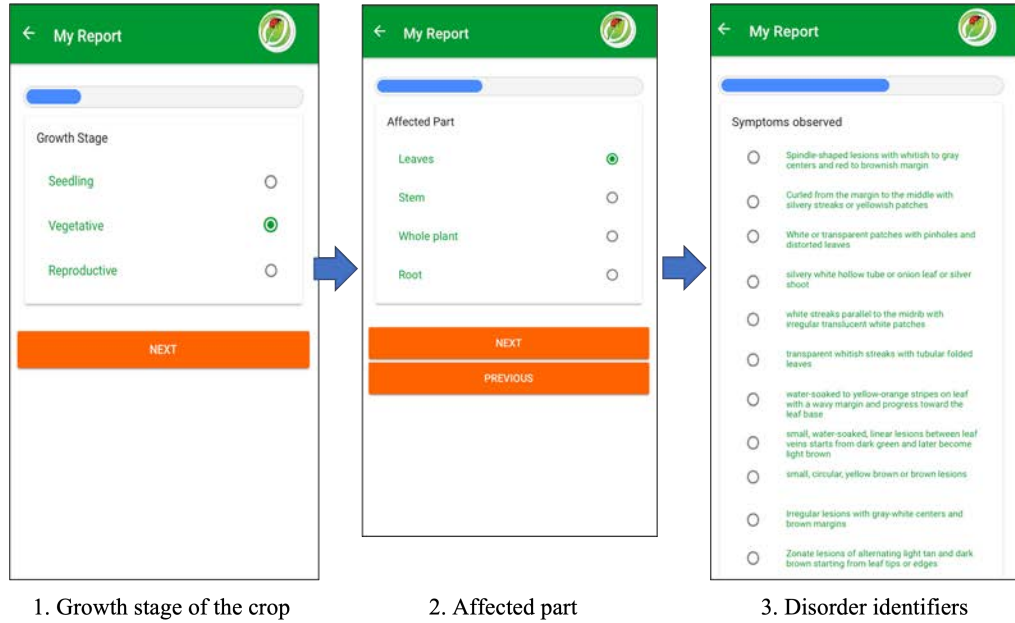 My Report
Growth Stage
Seedling
Vegetative
Reproductive
NEXT
1. Growth stage of the crop
My Report
Affected Part
Leaves
Stem
Whole plant
Root
NEXT
PREVIOUS
2. Affected part
My Report
Symptoms observed
Spindle-shaped lesions with whitish to gray
centers and red to brownish margin
Curled from the margin to the middle with
silvery streaks or yellowish patches
White or transparent patches with pinholes and
distorted leaves
silvery white hollow tube or onion leaf or silver
shoot
white streaks parallel to the midrib with
irregular translucent white patches
transparent whitish streaks with tubular folded
leaves
water-soaked to yellow-orange stripes on leaf
with a wavy margin and progress toward the
leaf base
small, water-soaked, linear lesions between leaf
veins starts from dark green and later become
light brown
small, circular, yellow brown or brown lesions
Irregular lesions with gray-white centers and
brown margins
Zonate lesions of alternating light tan and dark
brown starting from leaf tips or edges
3. Disorder identifiers